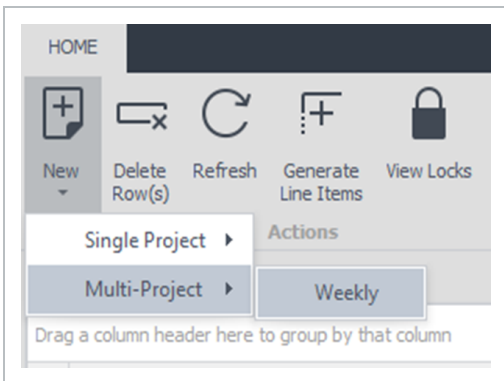 HOME
New
Delete
Row(s)
Refresh
Generate
Line Items
View Locks
Actions
Single Project
Multi-Project
Weekly
Drag a column header here to group by that column